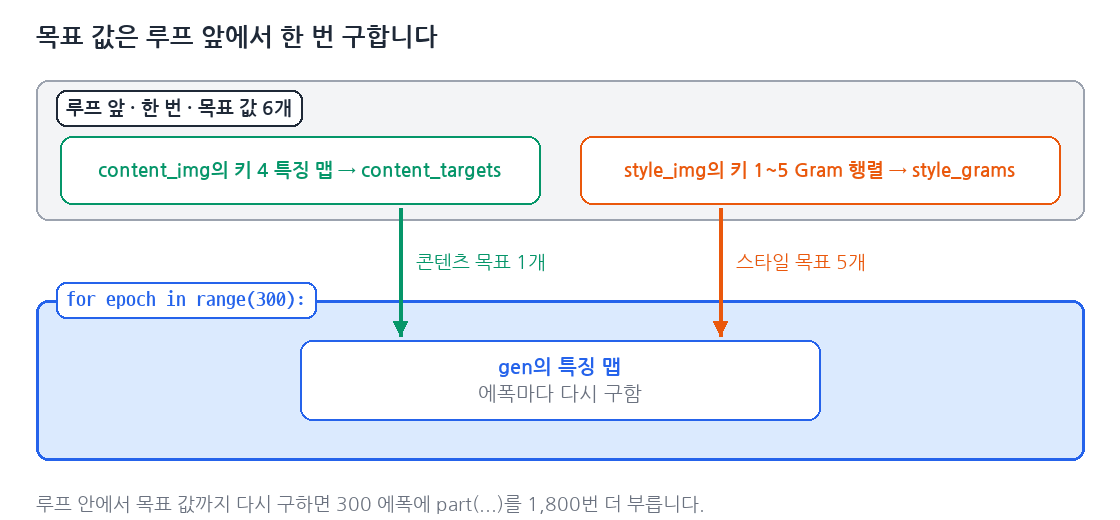 목표 값은 루프 앞에서 한 번 구합니다
루프 앞 · 한 번 · 목표 값 6개
content_img의 키 4 특징 맵 → content_targets
style_img의 키 1~5 Gram 행렬 → style_grams
콘텐츠 목표 1개
스타일 목표 5개
for epoch in range(300):
gen의 특징 맵
에폭마다 다시 구함
루프 안에서 목표 값까지 다시 구하면 300 에폭에 part(...)를 1,800번 더 부릅니다.